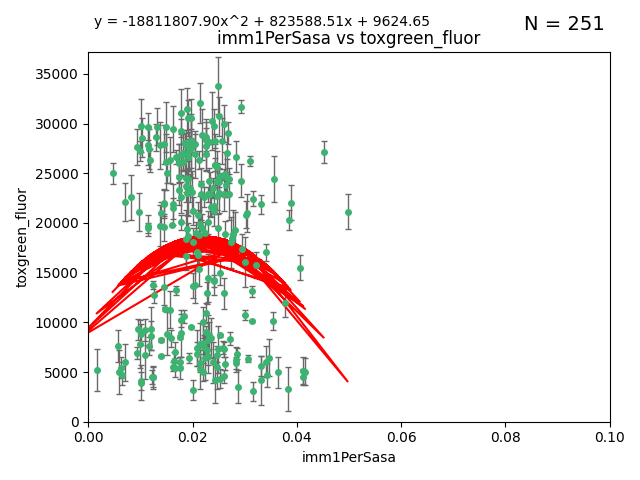 y = -18811807.90x^2 + 823588.51x + 9624.65
N = 251
imm1PerSasa vs toxgreen_fluor
35000
30000
25000
20000
15000
10000
5000
0
toxgreen_fluor
0.00 0.02 0.04 0.06 0.08 0.10
imm1PerSasa